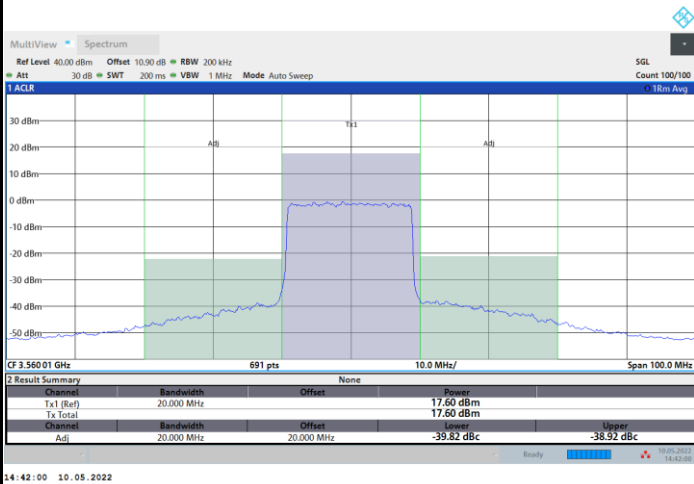 MultiView Spectrum
Ref Level 40.00 dBm Offset 10.90 dB RBW 200 kHz SGL
Att 30 dB SWT 200 ms VBW 1 MHz Mode Auto Sweep Count 100/100
1 ACLR 1Rm Avg
30 dBm
Tx1
20 dBm
Adj Adj
10 dBm
0 dBm
-10 dBm
-20 dBm
-30 dBm
-40 dBm
-50 dBm
CF 3.56001 GHz 691 pts 10.0 MHz/ Span 100.0 MHz
2 Result Summary None
Channel Bandwidth Offset Power
Tx1 (Ref) 20.000 MHz 17.60 dBm
Tx Total 17.60 dBm
Channel Bandwidth Offset Lower Upper
Adj 20.000 MHz 20.000 MHz -39.82 dBc -38.92 dBc
Ready 10.05.2022
14:42:00
14:42:00 10.05.2022